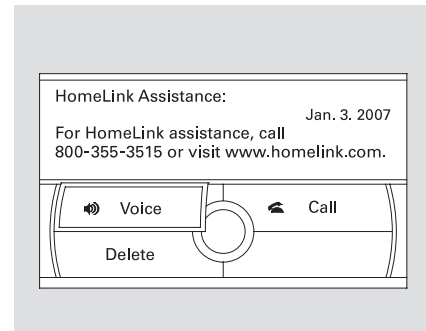 HomeLink Assistance:
Jan. 3. 2007
For HomeLink assistance, call
800-355-3515 or visit www.homelink.com.
Voice
Call
Delete